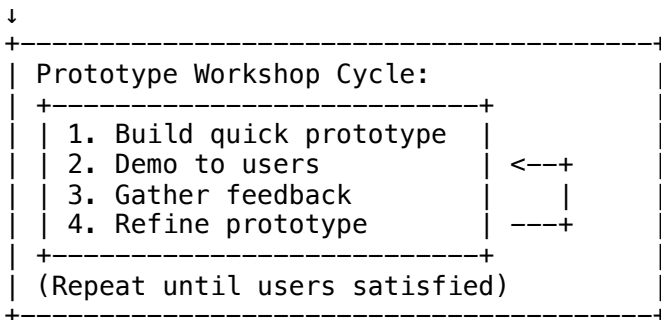 ↓
Prototype Workshop Cycle:
1. Build quick prototype
2. Demo to users
3. Gather feedback
4. Refine prototype
(Repeat until users satisfied)